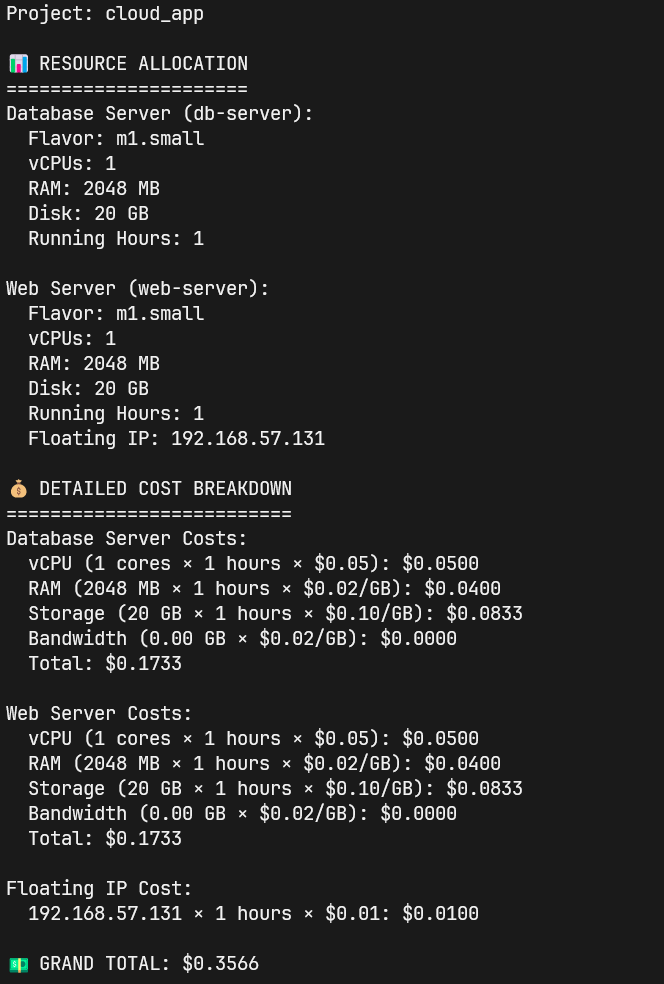 Project: cloud_app
📊 RESOURCE ALLOCATION
======================
Database Server (db-server):
Flavor: m1.small
vCPUs: 1
RAM: 2048 MB
Disk: 20 GB
Running Hours: 1
Web Server (web-server):
Flavor: m1.small
vCPUs: 1
RAM: 2048 MB
Disk: 20 GB
Running Hours: 1
Floating IP: 192.168.57.131
💰 DETAILED COST BREAKDOWN
==========================
Database Server Costs:
vCPU (1 cores × 1 hours × $0.05): $0.0500
RAM (2048 MB × 1 hours × $0.02/GB): $0.0400
Storage (20 GB × 1 hours × $0.10/GB): $0.0833
Bandwidth (0.00 GB × $0.02/GB): $0.0000
Total: $0.1733
Web Server Costs:
vCPU (1 cores × 1 hours × $0.05): $0.0500
RAM (2048 MB × 1 hours × $0.02/GB): $0.0400
Storage (20 GB × 1 hours × $0.10/GB): $0.0833
Bandwidth (0.00 GB × $0.02/GB): $0.0000
Total: $0.1733
Floating IP Cost:
192.168.57.131 × 1 hours × $0.01: $0.0100
💵 GRAND TOTAL: $0.3566